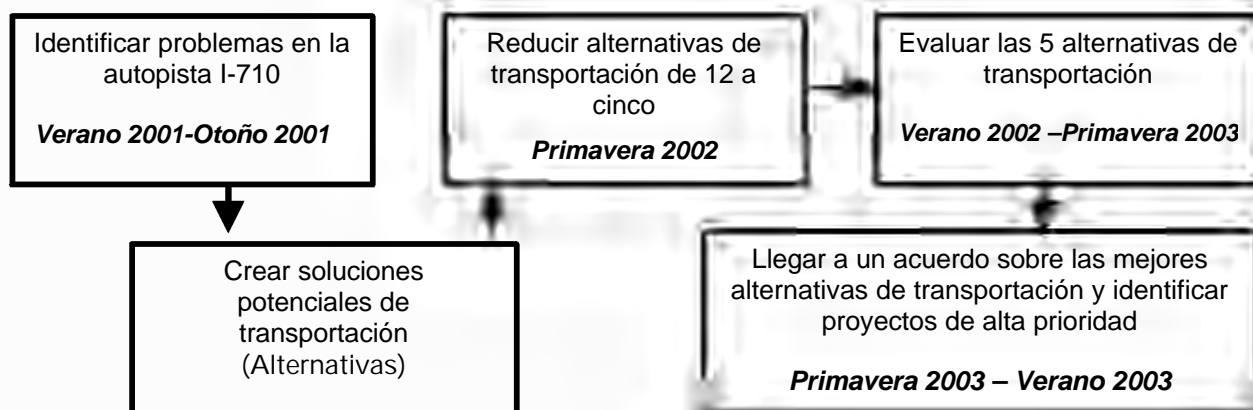 Identificar problemas en la
autopista I-710
Verano 2001-Otoño 2001
Crear soluciones
potenciales de
transportación
(Alternativas)
Reducir alternativas de
transportación de 12 a
cinco
Primavera 2002
Evaluar las 5 alternativas de
transportación
Verano 2002 –Primavera 2003
Llegar a un acuerdo sobre las mejores
alternativas de transportación y identificar
proyectos de alta prioridad
Primavera 2003 – Verano 2003